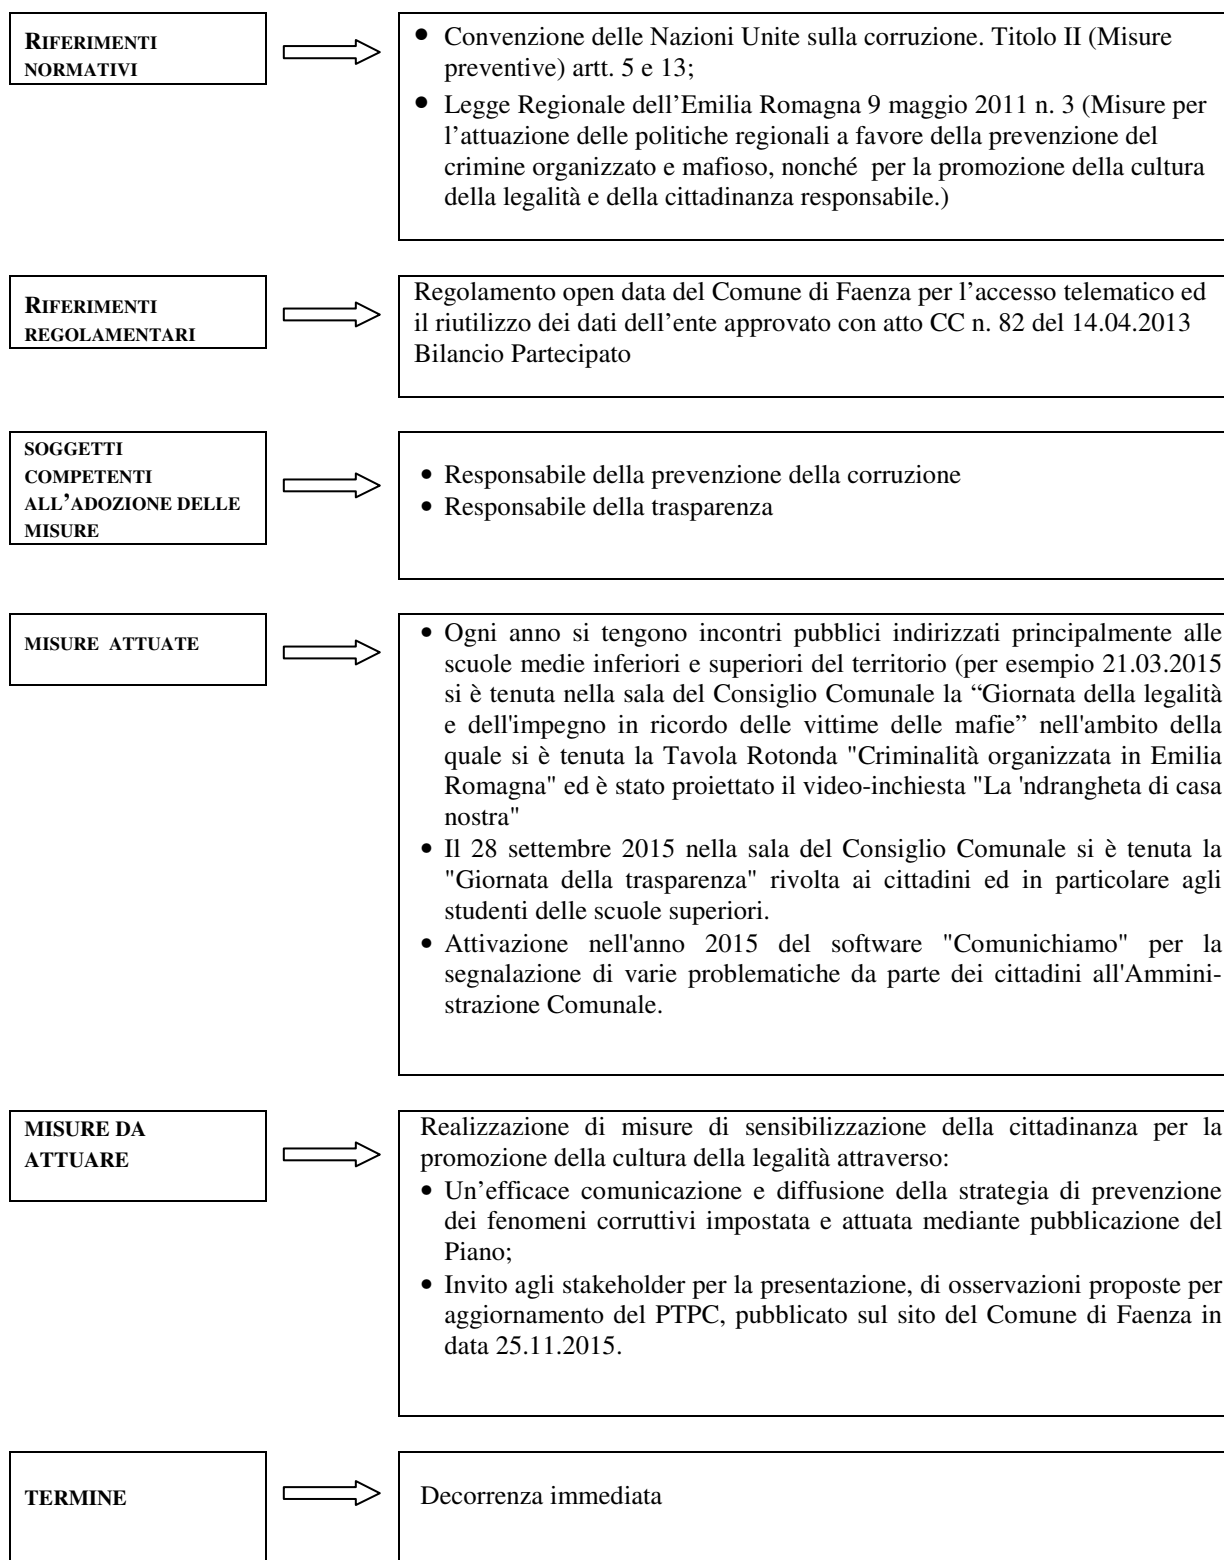 RIFERIMENTI
NORMATIVI
• Convenzione delle Nazioni Unite sulla corruzione. Titolo II (Misure
preventive) artt. 5 e 13;
• Legge Regionale dell’Emilia Romagna 9 maggio 2011 n. 3 (Misure per
l’attuazione delle politiche regionali a favore della prevenzione del
crimine organizzato e mafioso, nonché per la promozione della cultura
della legalità e della cittadinanza responsabile.)
RIFERIMENTI
REGOLAMENTARI
Regolamento open data del Comune di Faenza per l’accesso telematico ed
il riutilizzo dei dati dell’ente approvato con atto CC n. 82 del 14.04.2013
Bilancio Partecipato
SOGGETTI
COMPETENTI
ALL’ADOZIONE DELLE
MISURE
• Responsabile della prevenzione della corruzione
• Responsabile della trasparenza
MISURE ATTUATE
• Ogni anno si tengono incontri pubblici indirizzati principalmente alle
scuole medie inferiori e superiori del territorio (per esempio 21.03.2015
si è tenuta nella sala del Consiglio Comunale la “Giornata della legalità
e dell'impegno in ricordo delle vittime delle mafie” nell'ambito della
quale si è tenuta la Tavola Rotonda "Criminalità organizzata in Emilia
Romagna" ed è stato proiettato il video-inchiesta "La 'ndrangheta di casa
nostra"
• Il 28 settembre 2015 nella sala del Consiglio Comunale si è tenuta la
"Giornata della trasparenza" rivolta ai cittadini ed in particolare agli
studenti delle scuole superiori.
• Attivazione nell'anno 2015 del software "Comunichiamo" per la
segnalazione di varie problematiche da parte dei cittadini all'Ammini-
strazione Comunale.
MISURE DA
ATTUARE
Realizzazione di misure di sensibilizzazione della cittadinanza per la
promozione della cultura della legalità attraverso:
• Un’efficace comunicazione e diffusione della strategia di prevenzione
dei fenomeni corruttivi impostata e attuata mediante pubblicazione del
Piano;
• Invito agli stakeholder per la presentazione, di osservazioni proposte per
aggiornamento del PTPC, pubblicato sul sito del Comune di Faenza in
data 25.11.2015.
TERMINE
Decorrenza immediata